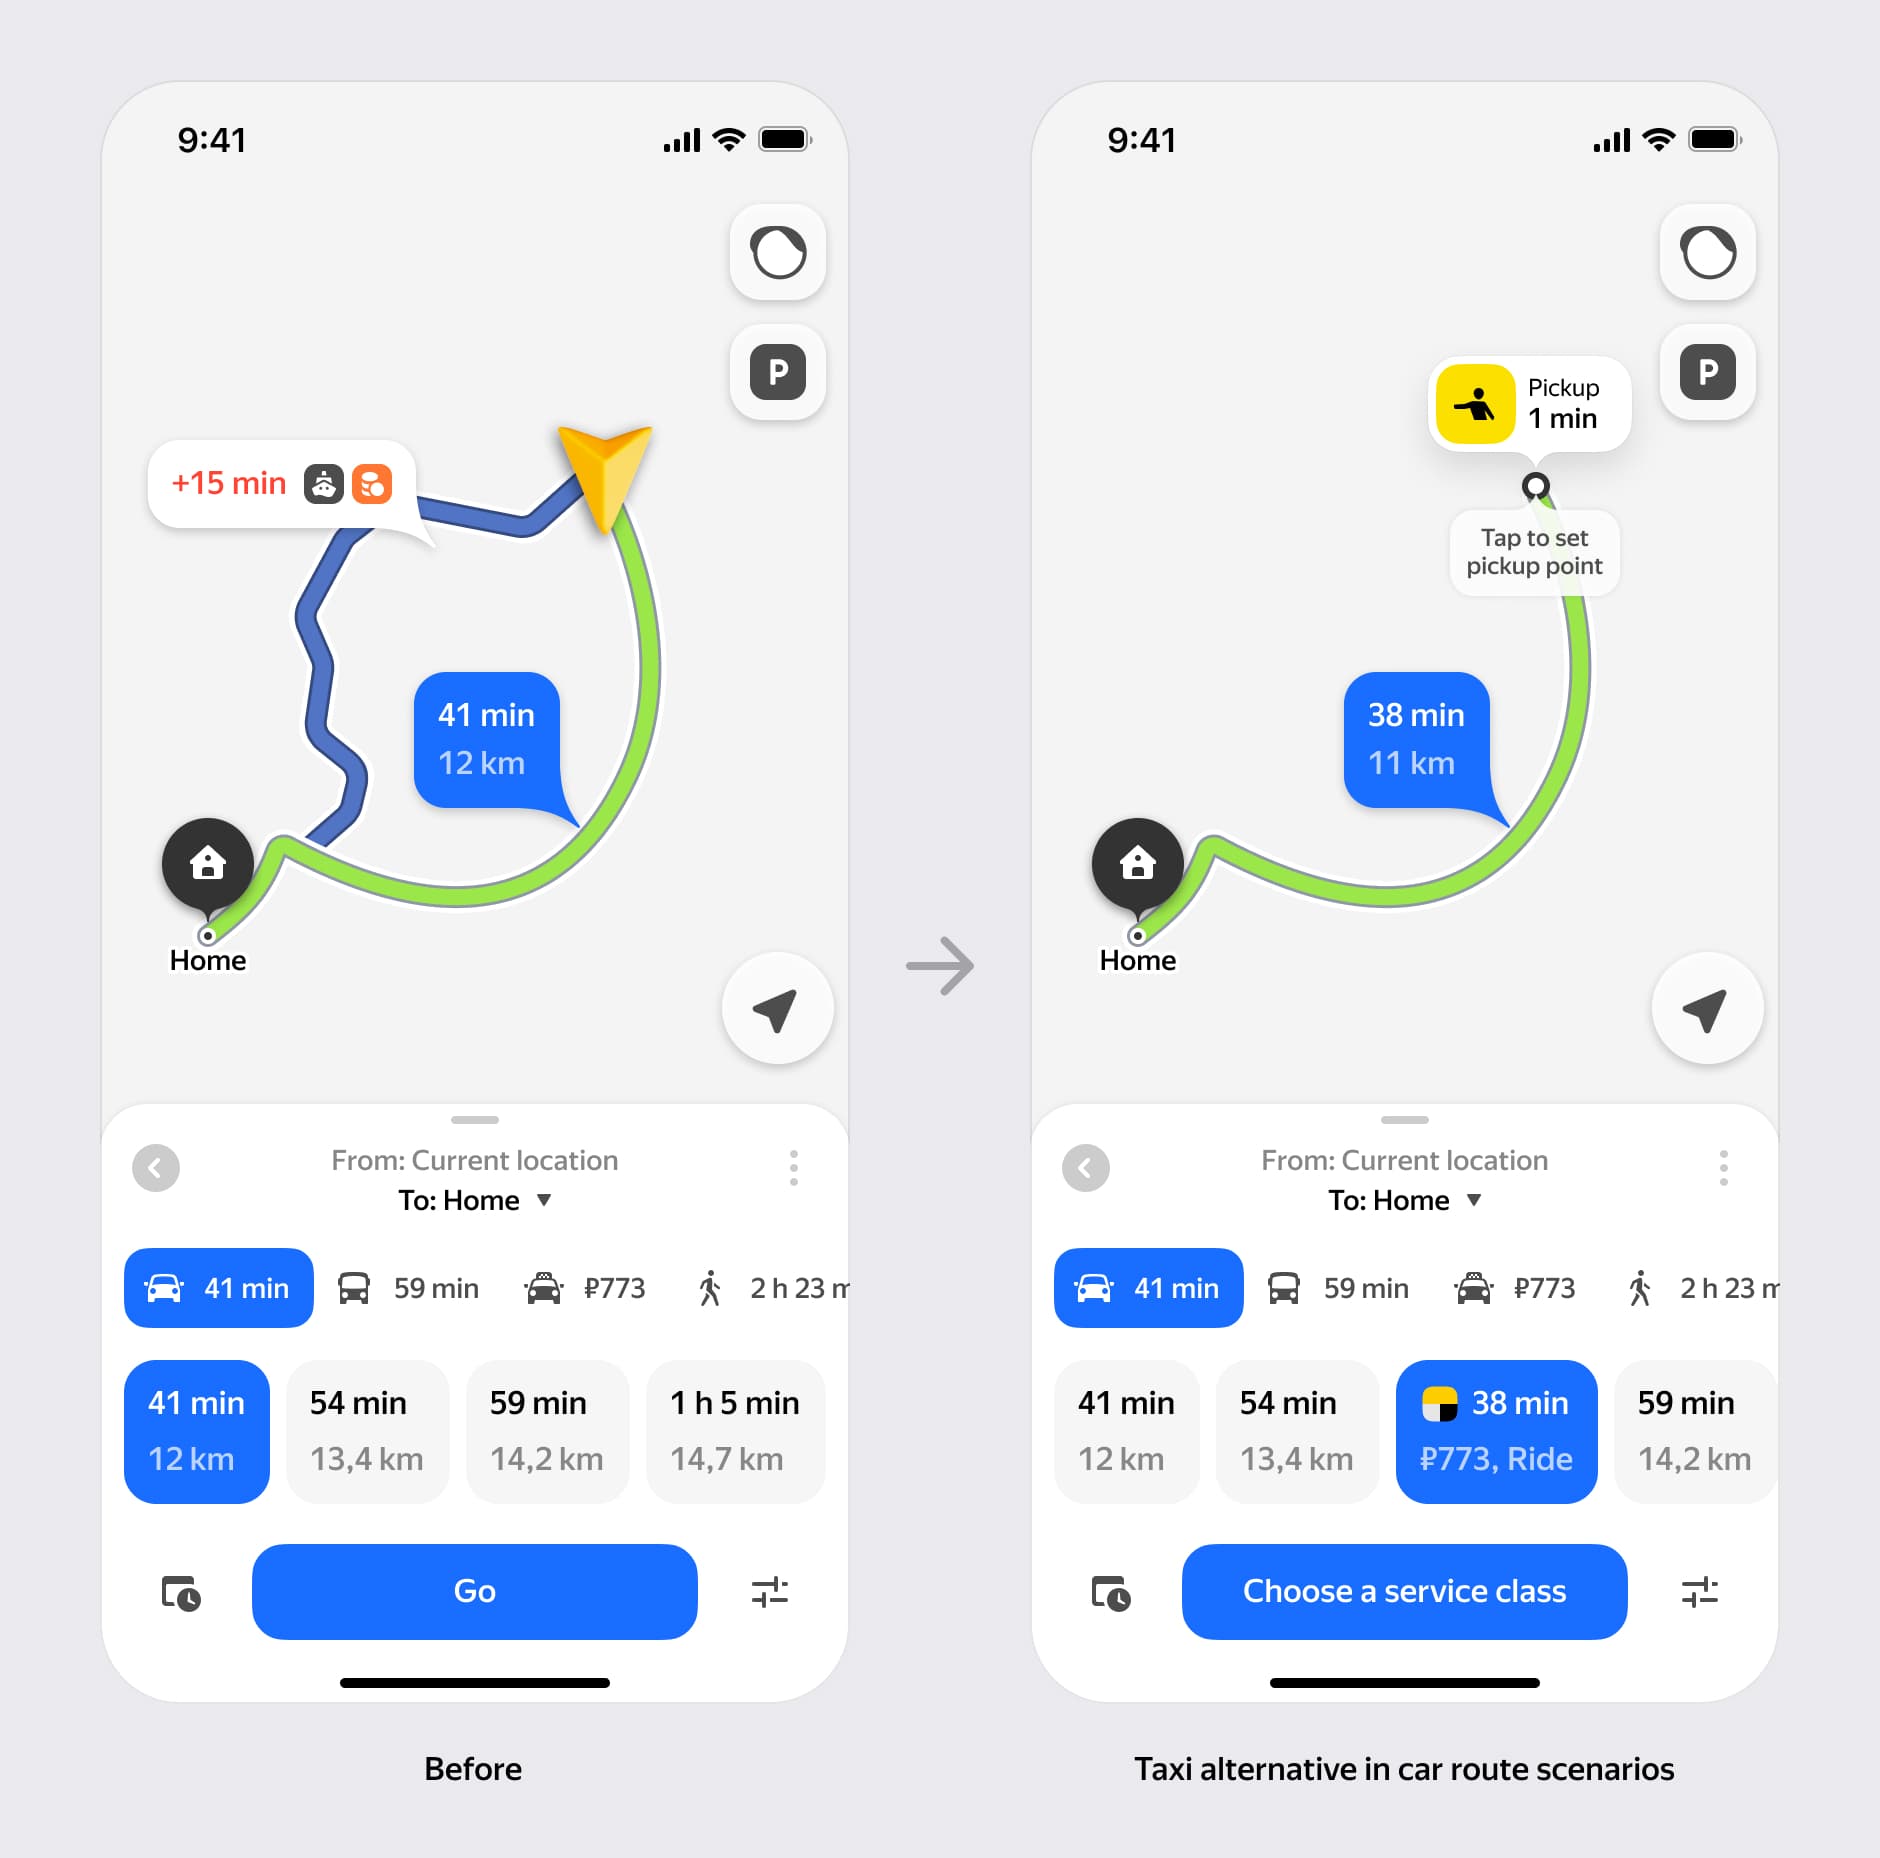 9:41
P
+15 min
41 min
12 km
Home
From: Current location
To: Home
41 min
59 min
₽773
2 h 23 m
41 min
12 km
54 min
13,4 km
59 min
14,2 km
1 h 5 min
14,7 km
Go
Before
9:41
P
Pickup
1 min
Tap to set
pickup point
38 min
11 km
Home
From: Current location
To: Home
41 min
59 min
₽773
2 h 23 m
41 min
12 km
54 min
13,4 km
38 min
₽773, Ride
59 min
14,2 km
Choose a service class
Taxi alternative in car route scenarios